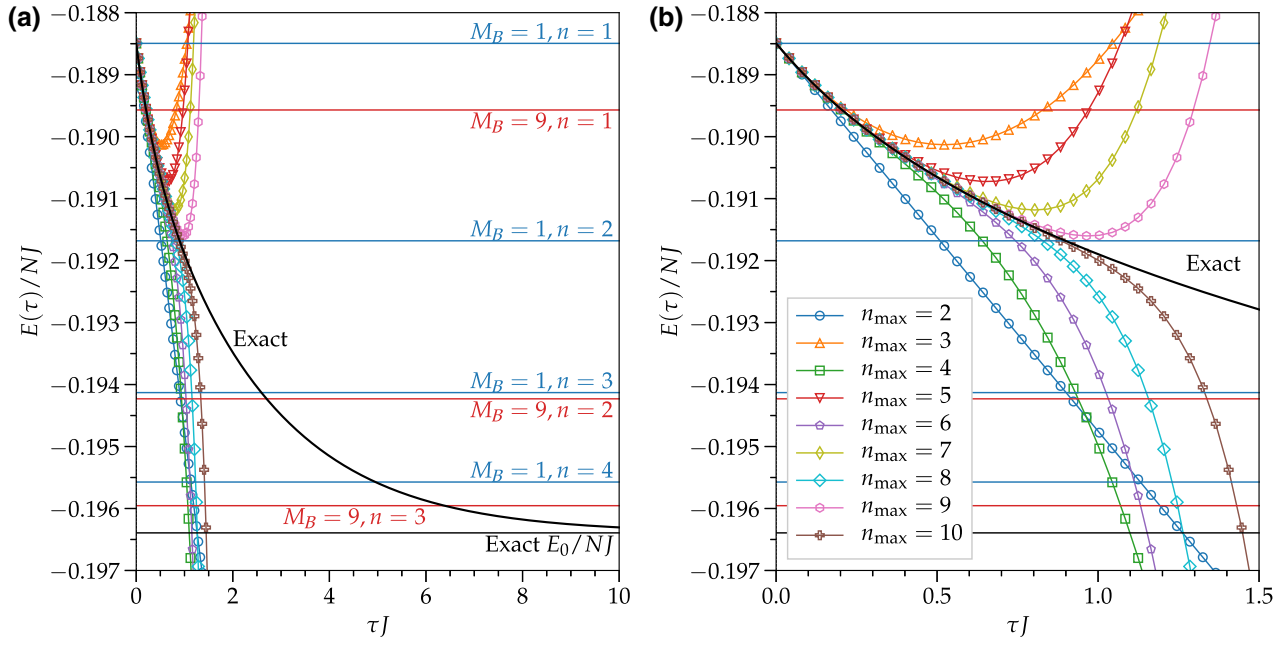 (a)
−0.188
−0.189
−0.190
−0.191
−0.192
−0.193
−0.194
−0.195
−0.196
−0.197
E(τ)/NJ
M_B = 1, n = 1
M_B = 9, n = 1
M_B = 1, n = 2
Exact
M_B = 1, n = 3
M_B = 9, n = 2
M_B = 1, n = 4
M_B = 9, n = 3
Exact E_0/NJ
0 2 4 6 8 10
τJ
(b)
−0.188
−0.189
−0.190
−0.191
−0.192
−0.193
−0.194
−0.195
−0.196
−0.197
E(τ)/NJ
Exact
n_max = 2
n_max = 3
n_max = 4
n_max = 5
n_max = 6
n_max = 7
n_max = 8
n_max = 9
n_max = 10
0.0 0.5 1.0 1.5
τJ